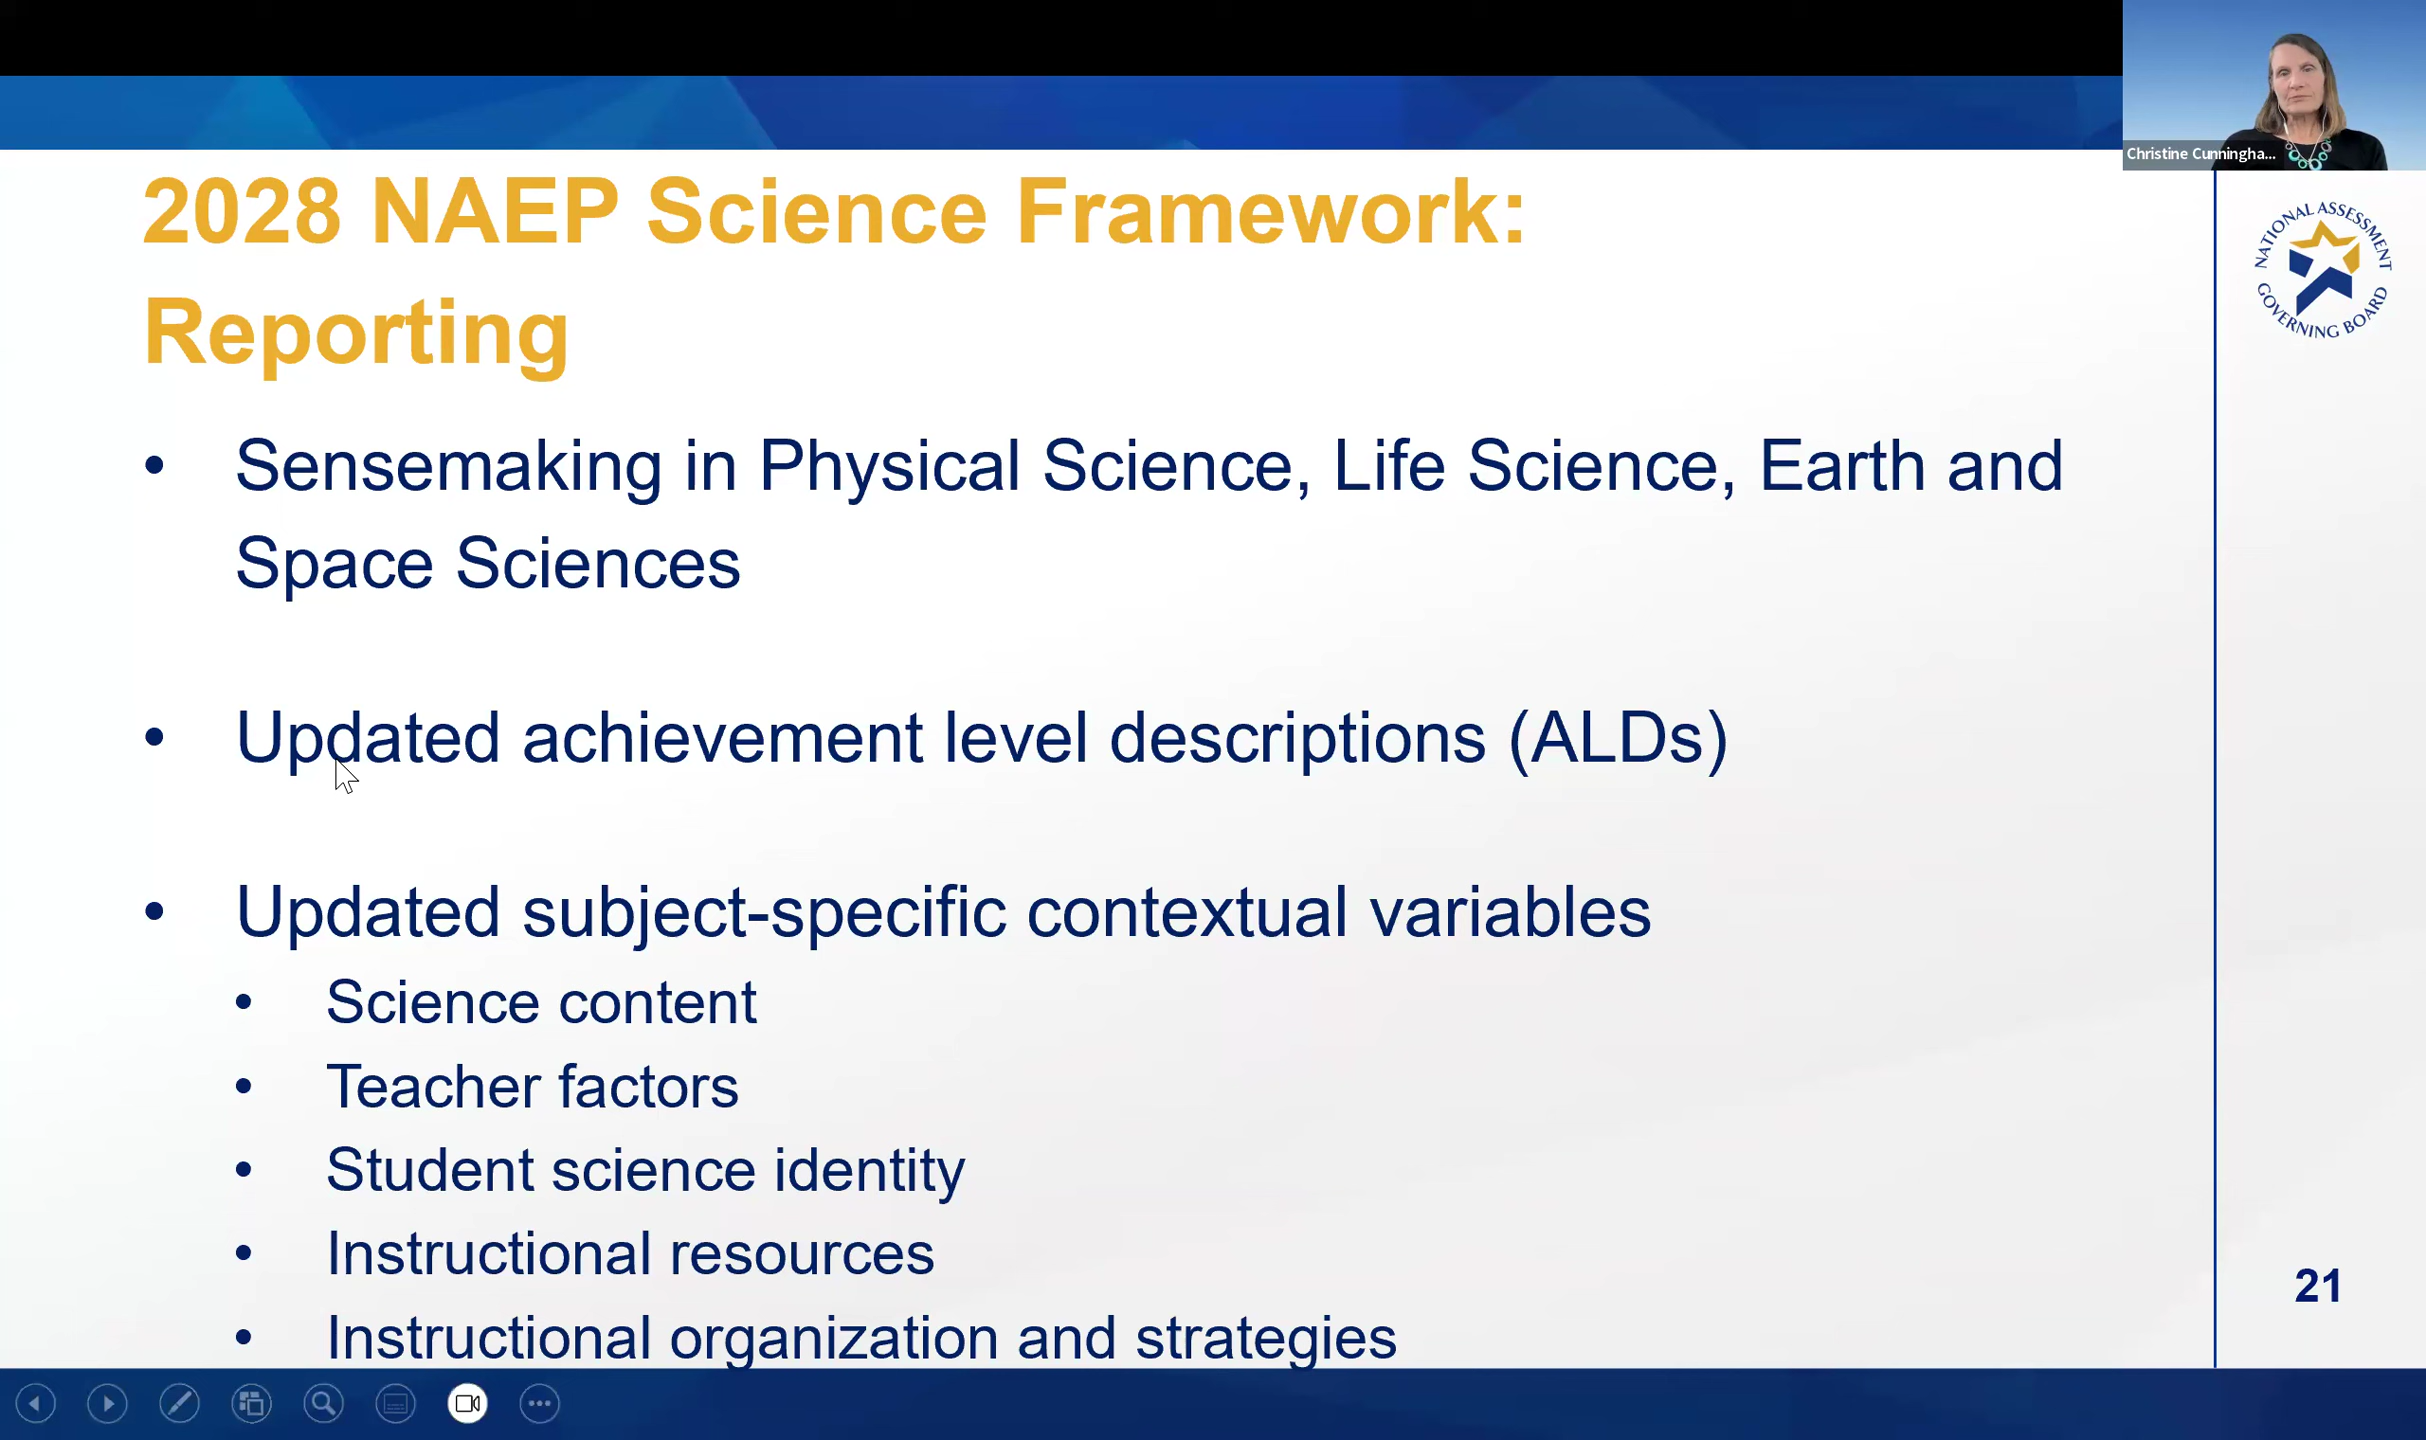 Christine Cunningha...
2028 NAEP Science Framework:
Reporting
NATIONAL ASSESSMENT
GOVERNING BOARD
• Sensemaking in Physical Science, Life Science, Earth and
Space Sciences
• Updated achievement level descriptions (ALDs)
• Updated subject-specific contextual variables
• Science content
• Teacher factors
• Student science identity
• Instructional resources
• Instructional organization and strategies
21